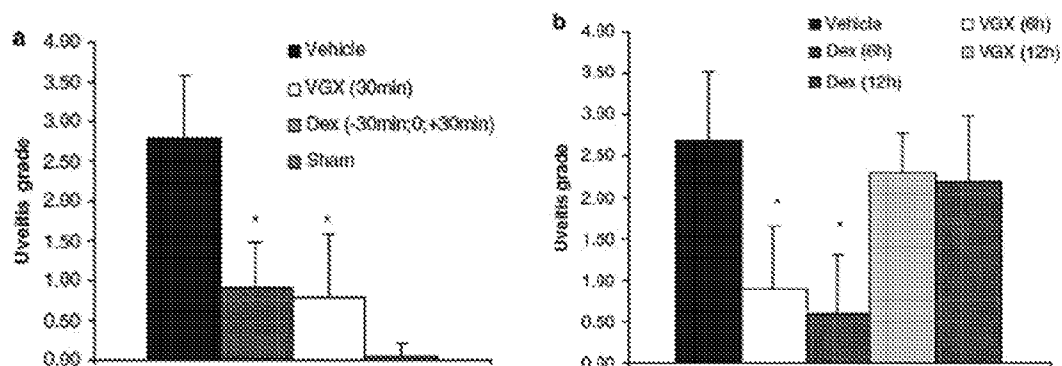 a
4.00
3.50
3.00
2.50
2.00
1.50
1.00
0.50
0.00
Uveitis grade
Vehicle
VGX (30min)
Dex (-30min;0;+30min)
Sham
*
*
b
4.00
3.50
3.00
2.50
2.00
1.50
1.00
0.50
0.00
Uveitis grade
Vehicle
VGX (6h)
Dex (6h)
VGX (12h)
Dex (12h)
*
*